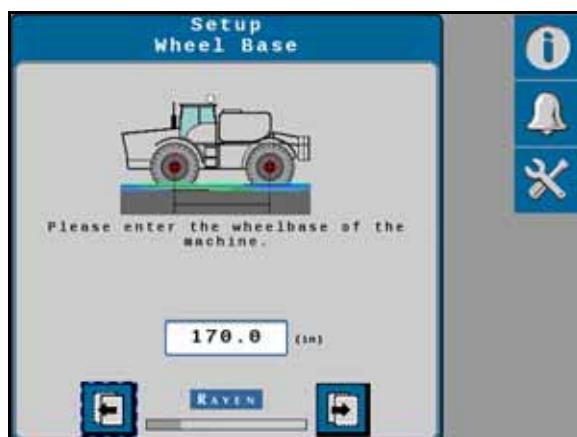 Setup
Wheel Base
Please enter the wheelbase of the
machine.
170.0 (in)
RAVEN